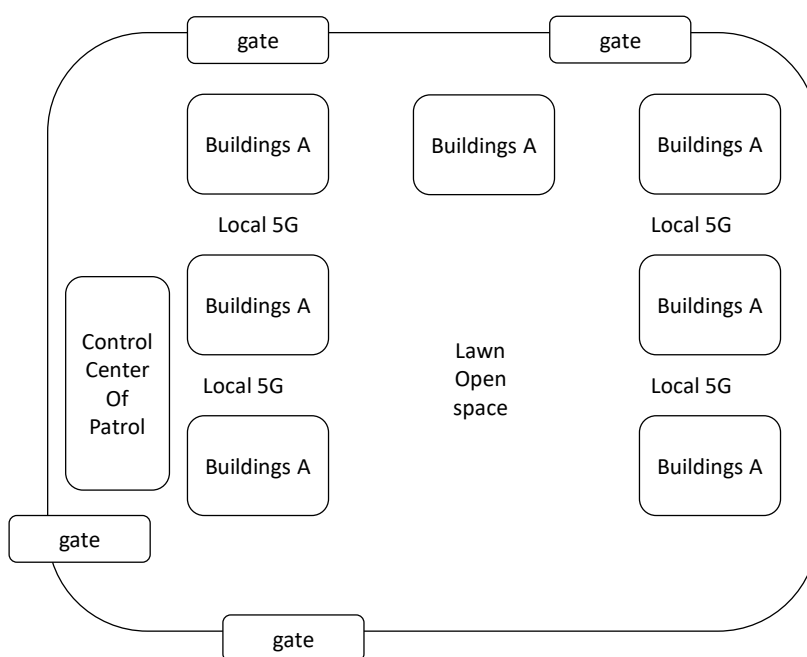 gate
gate
Buildings A
Buildings A
Buildings A
Local 5G
Local 5G
Buildings A
Buildings A
Control
Center
Of
Patrol
Lawn
Open
space
Local 5G
Local 5G
Buildings A
Buildings A
gate
gate